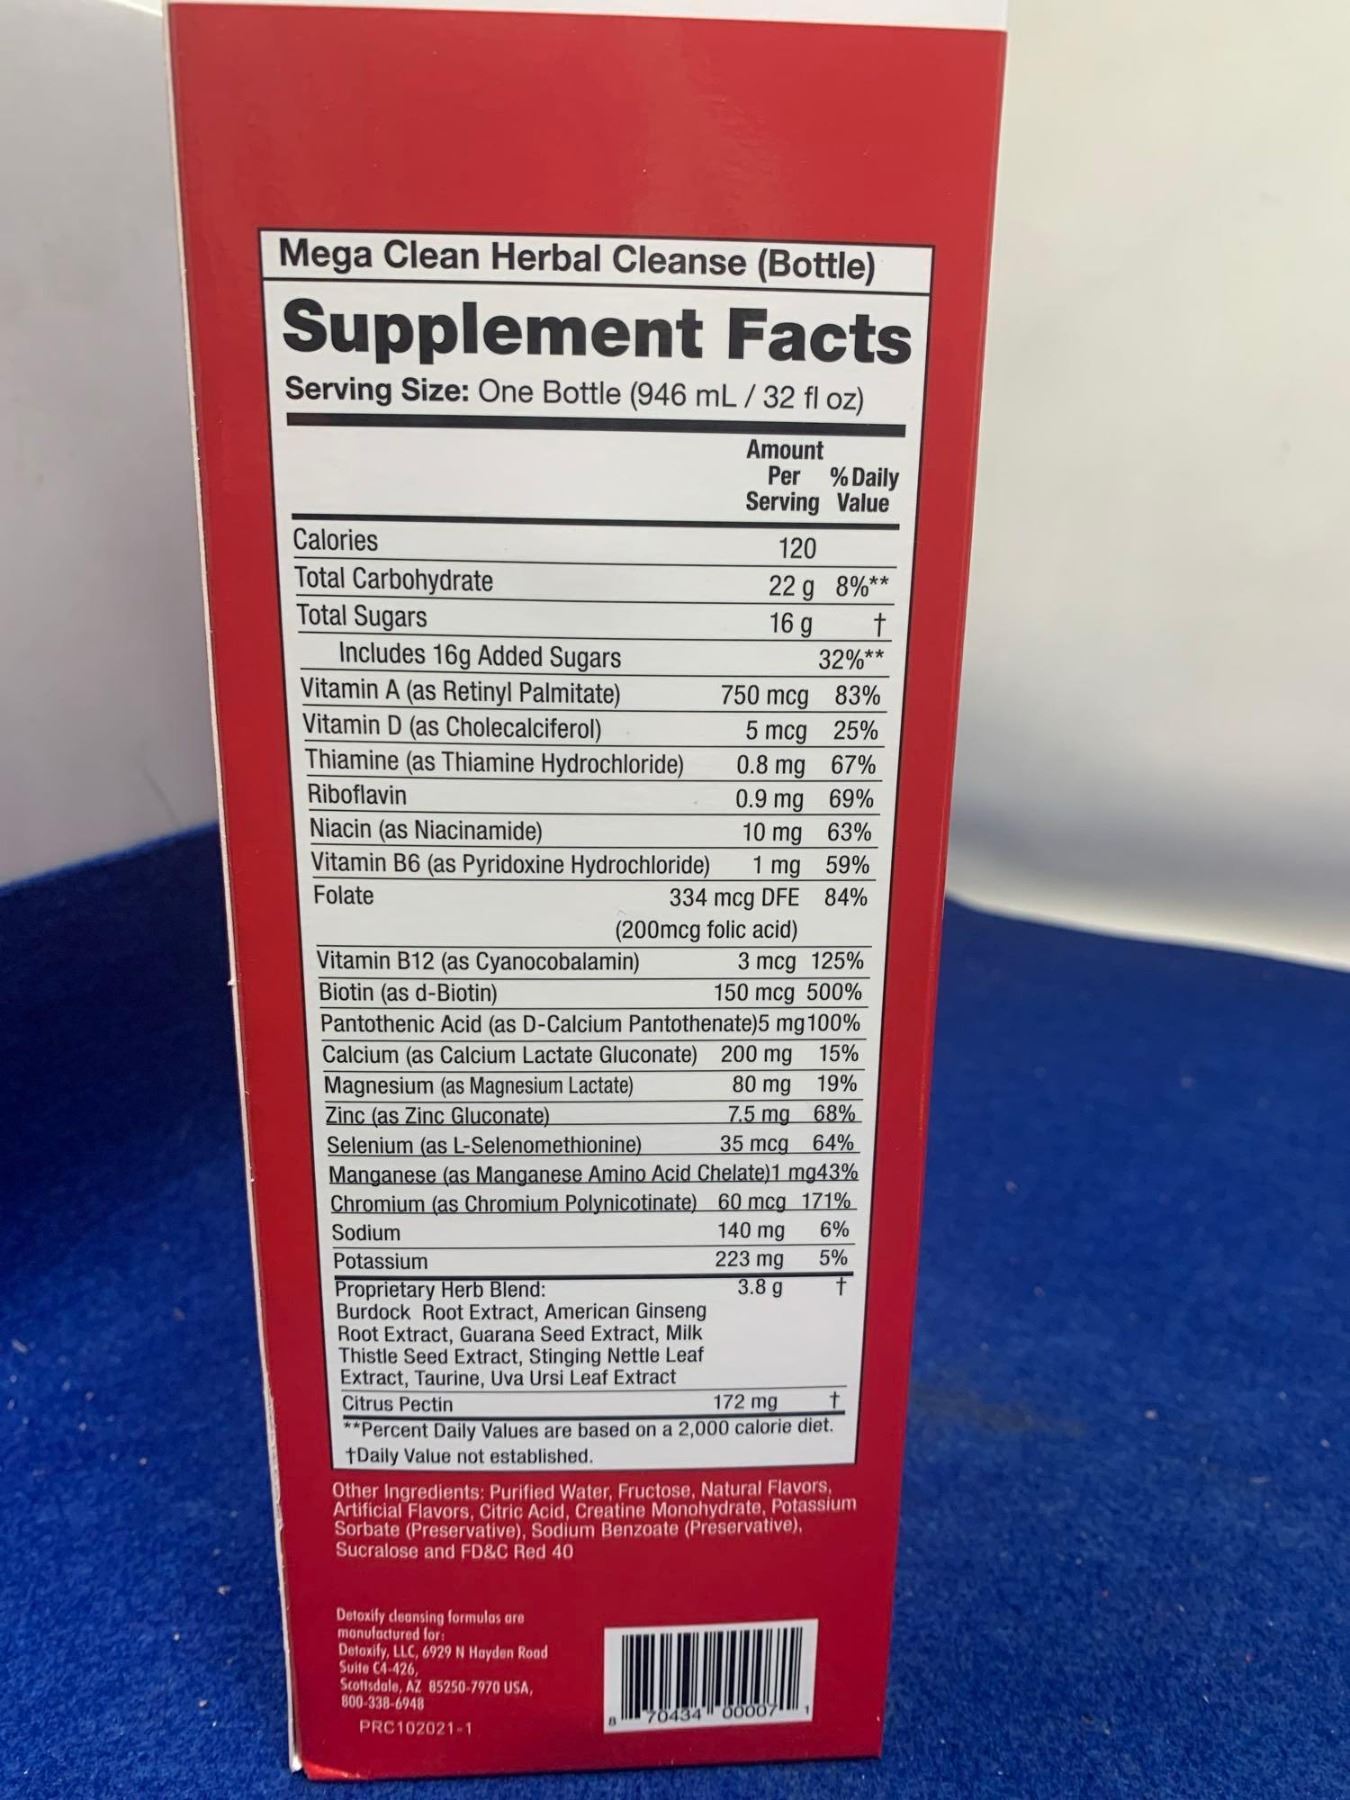 Mega Clean Herbal Cleanse (Bottle)
Supplement Facts
Serving Size: One Bottle (946 mL / 32 fl oz)
Amount
Per % Daily
Serving Value
Calories 120
Total Carbohydrate 22 g 8%**
Total Sugars 16 g †
Includes 16g Added Sugars 32%**
Vitamin A (as Retinyl Palmitate) 750 mcg 83%
Vitamin D (as Cholecalciferol) 5 mcg 25%
Thiamine (as Thiamine Hydrochloride) 0.8 mg 67%
Riboflavin 0.9 mg 69%
Niacin (as Niacinamide) 10 mg 63%
Vitamin B6 (as Pyridoxine Hydrochloride) 1 mg 59%
Folate 334 mcg DFE 84%
(200mcg folic acid)
Vitamin B12 (as Cyanocobalamin) 3 mcg 125%
Biotin (as d-Biotin) 150 mcg 500%
Pantothenic Acid (as D-Calcium Pantothenate)5 mg100%
Calcium (as Calcium Lactate Gluconate) 200 mg 15%
Magnesium (as Magnesium Lactate) 80 mg 19%
Zinc (as Zinc Gluconate) 7.5 mg 68%
Selenium (as L-Selenomethionine) 35 mcg 64%
Manganese (as Manganese Amino Acid Chelate)1 mg43%
Chromium (as Chromium Polynicotinate) 60 mcg 171%
Sodium 140 mg 6%
Potassium 223 mg 5%
Proprietary Herb Blend: 3.8 g †
Burdock Root Extract, American Ginseng
Root Extract, Guarana Seed Extract, Milk
Thistle Seed Extract, Stinging Nettle Leaf
Extract, Taurine, Uva Ursi Leaf Extract
Citrus Pectin 172 mg †
**Percent Daily Values are based on a 2,000 calorie diet.
†Daily Value not established.
Other Ingredients: Purified Water, Fructose, Natural Flavors,
Artificial Flavors, Citric Acid, Creatine Monohydrate, Potassium
Sorbate (Preservative), Sodium Benzoate (Preservative),
Sucralose and FD&C Red 40
Detoxify cleansing formulas are
manufactured for:
Detoxify, LLC, 6929 N Hayden Road
Suite C4-426,
Scottsdale, AZ 85250-7970 USA,
800-338-6948
PRC102021-1
8 70434 00007 1